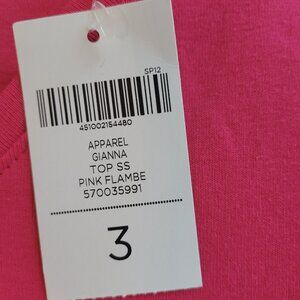 SP12
451002154480
APPAREL
GIANNA
TOP SS
PINK FLAMBE
570035991
3